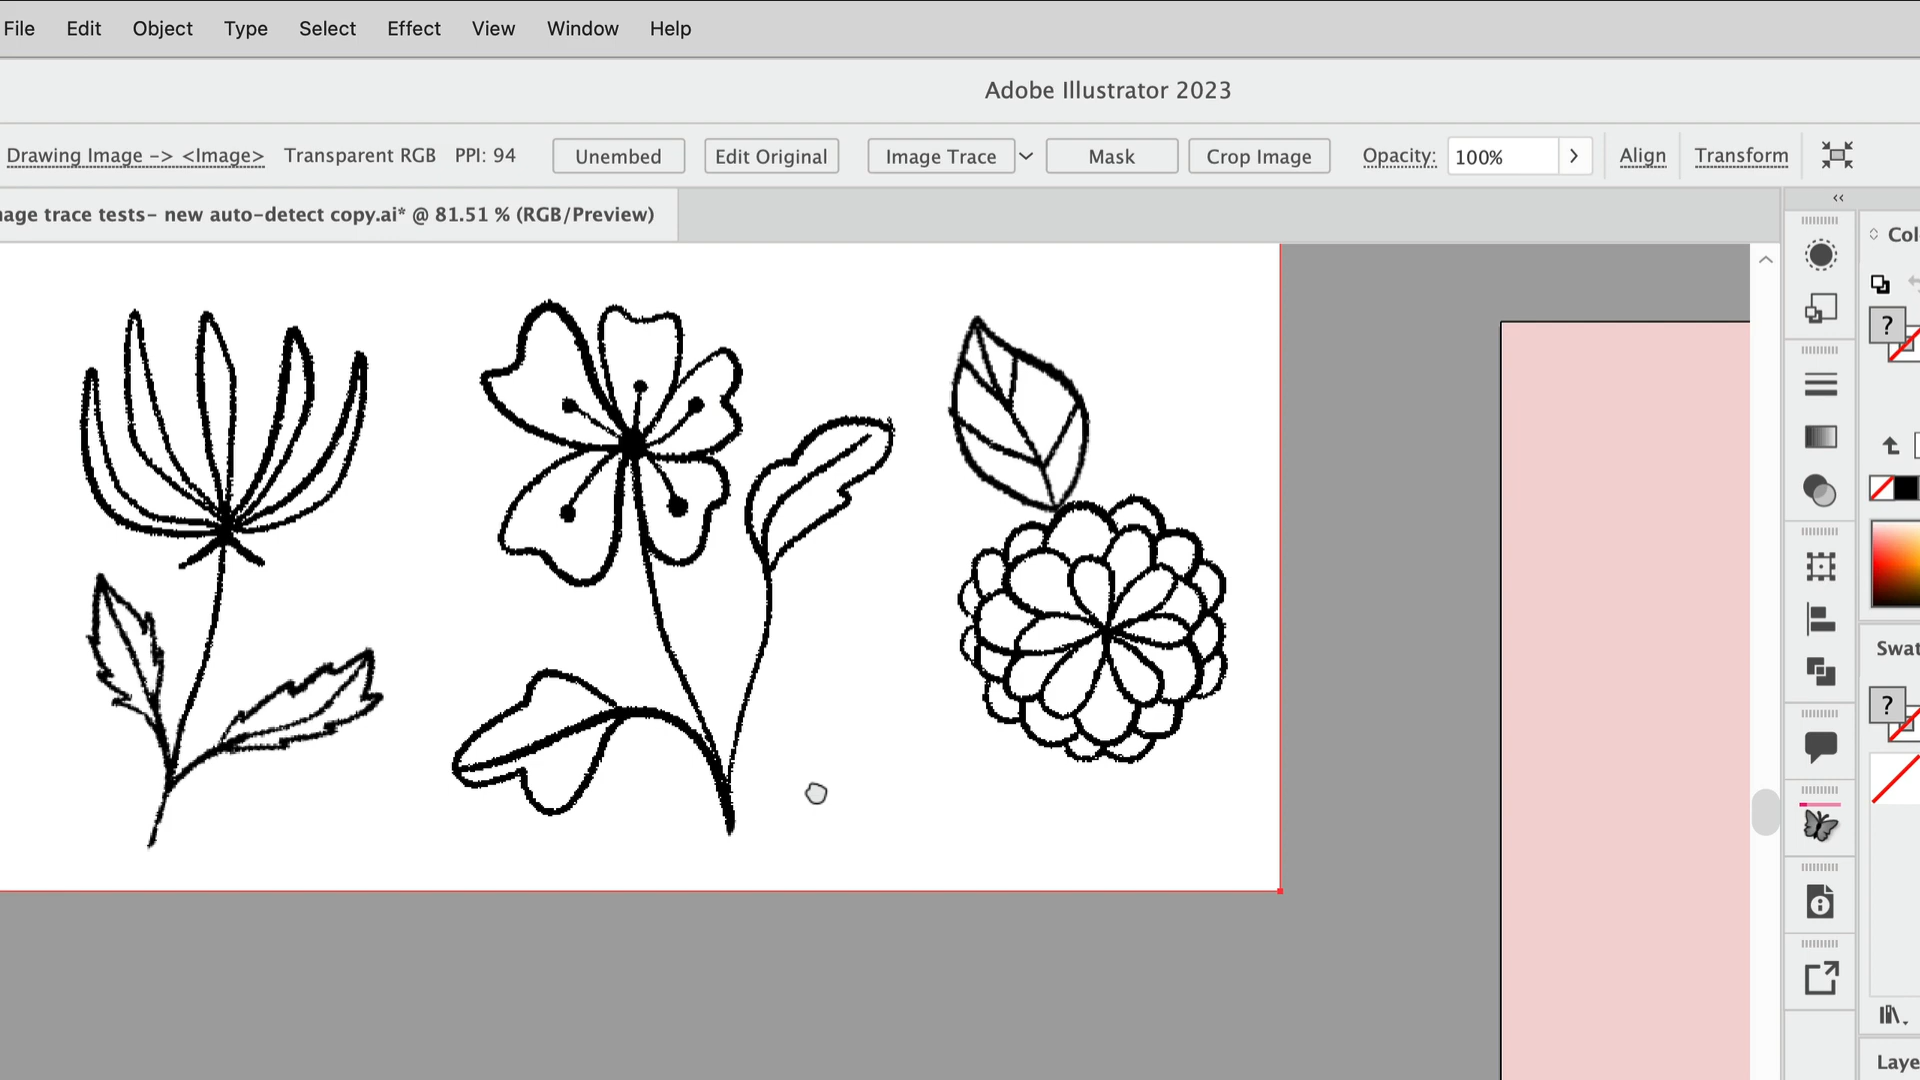 File Edit Object Type Select Effect View Window Help
Adobe Illustrator 2023
Drawing Image -> <Image> Transparent RGB PPI: 94 Unembed Edit Original Image Trace Mask Crop Image Opacity: 100% Align Transform
age trace tests- new auto-detect copy.ai* @ 81.51 % (RGB/Preview)
Col
?
Swat
?
Laye